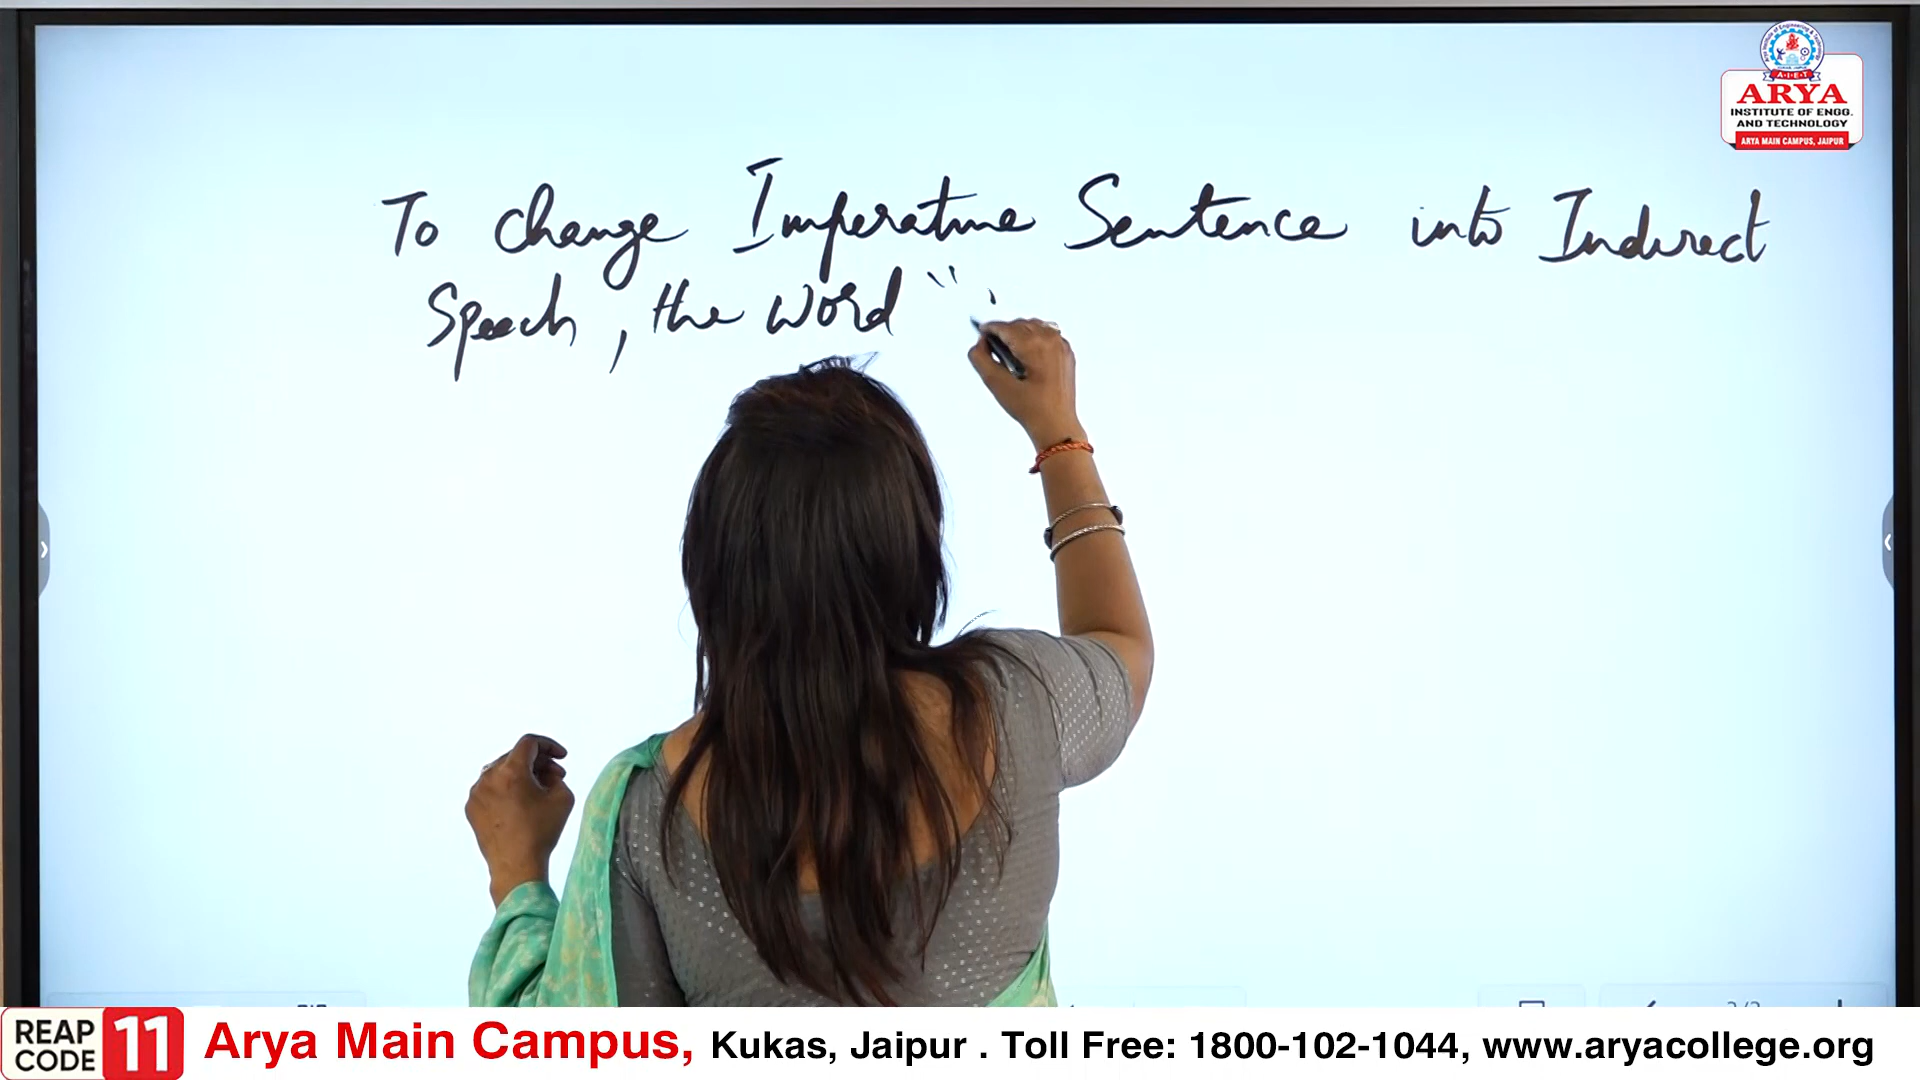 ARYA
INSTITUTE OF ENGG.
AND TECHNOLOGY
ARYA MAIN CAMPUS, JAIPUR
To change Imperative Sentence into Indirect
Speech, the word "
REAP CODE 11 Arya Main Campus, Kukas, Jaipur . Toll Free: 1800-102-1044, www.aryacollege.org